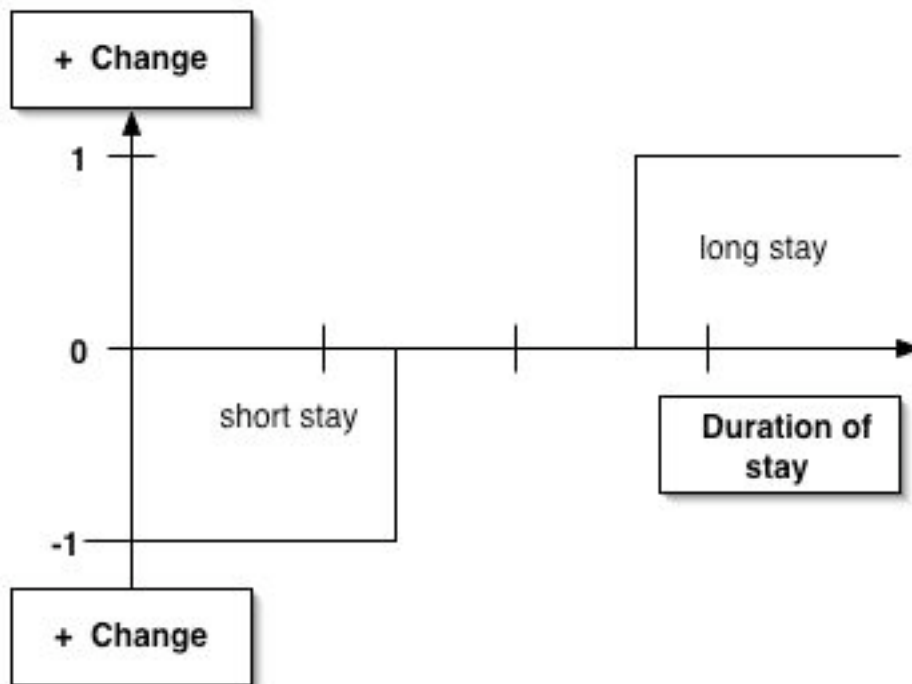 + Change
1
long stay
0
short stay
Duration of
stay
-1
+ Change